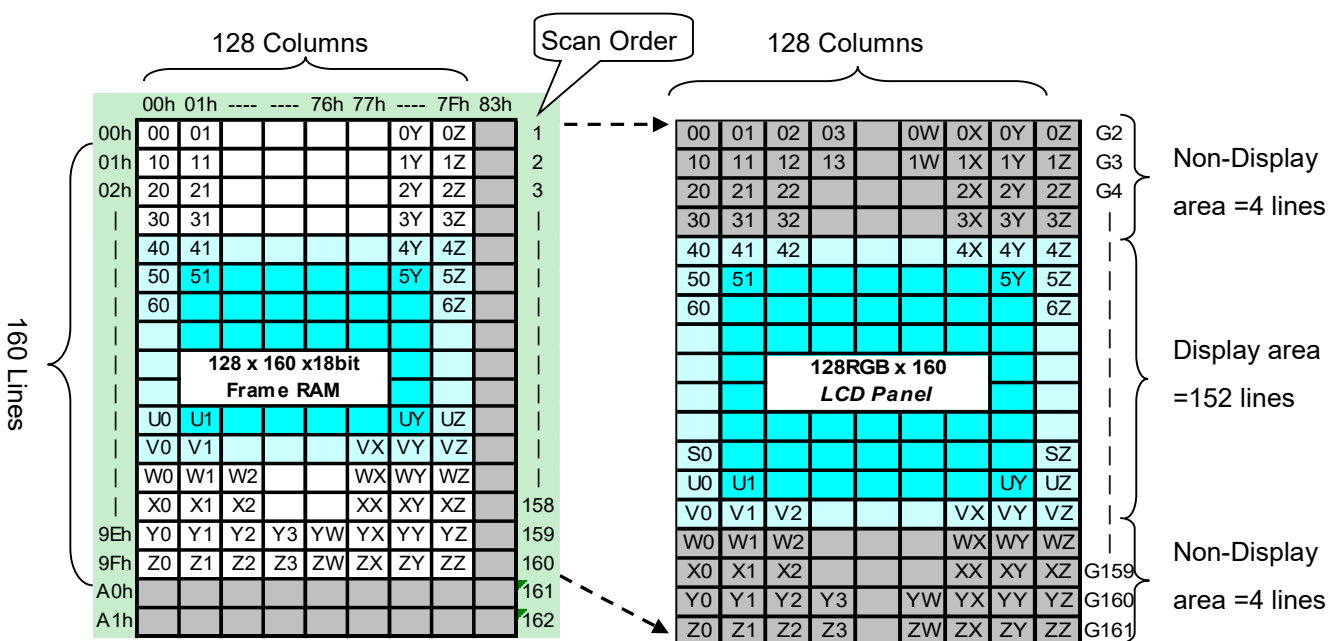 128 Columns
Scan Order
128 Columns
00h 01h ---- ---- 76h 77h ---- 7Fh 83h
00h 00 01 0Y 0Z 1
01h 10 11 1Y 1Z 2
02h 20 21 2Y 2Z 3
30 31 3Y 3Z
40 41 4Y 4Z
50 51 5Y 5Z
60 6Z
128 x 160 x18bit
Frame RAM
U0 U1 UY UZ
V0 V1 VX VY VZ
W0 W1 W2 WX WY WZ
X0 X1 X2 XX XY XZ 158
9Eh Y0 Y1 Y2 Y3 YW YX YY YZ 159
9Fh Z0 Z1 Z2 Z3 ZW ZX ZY ZZ 160
A0h 161
A1h 162
160 Lines
00 01 02 03 0W 0X 0Y 0Z G2
10 11 12 13 1W 1X 1Y 1Z G3
20 21 22 2X 2Y 2Z G4
30 31 32 3X 3Y 3Z
40 41 42 4X 4Y 4Z
50 51 5Y 5Z
60 6Z
128RGB x 160
LCD Panel
S0 SZ
U0 U1 UY UZ
V0 V1 V2 VX VY VZ
W0 W1 W2 WX WY WZ
X0 X1 X2 XX XY XZ G159
Y0 Y1 Y2 Y3 YW YX YY YZ G160
Z0 Z1 Z2 Z3 ZW ZX ZY ZZ G161
Non-Display
area =4 lines
Display area
=152 lines
Non-Display
area =4 lines